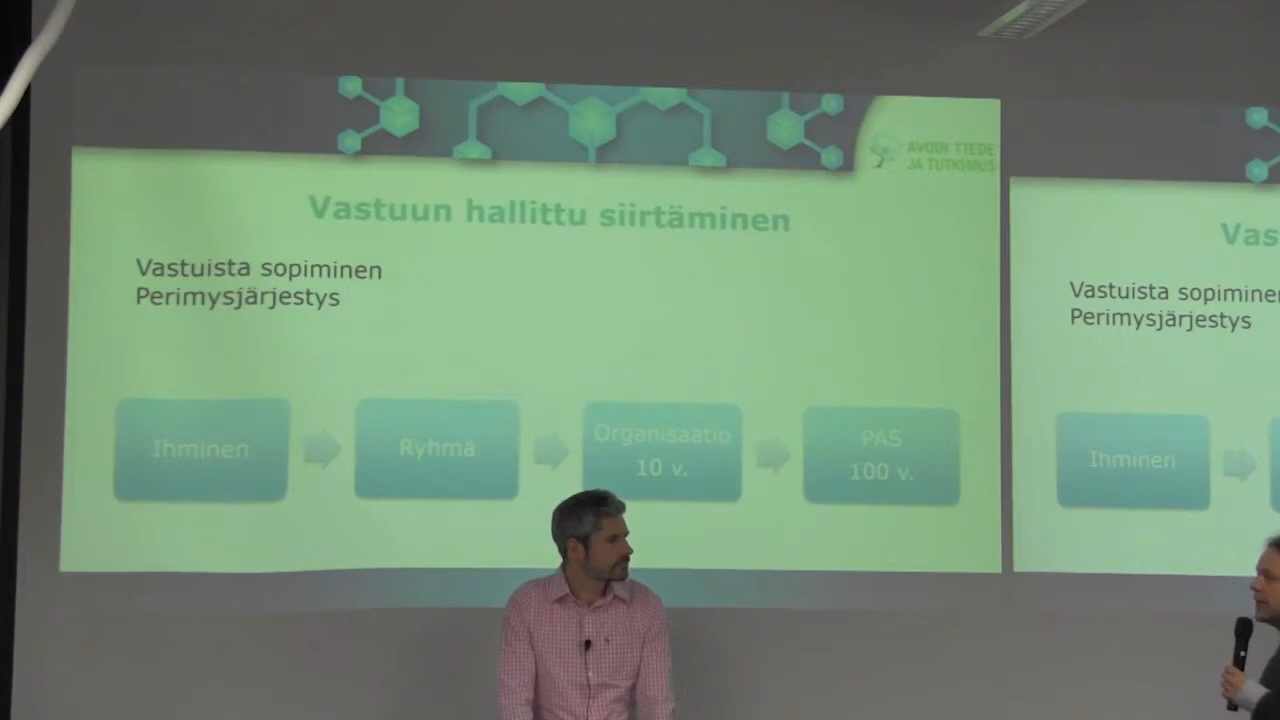 AVOIN TIEDE
JA TUTKIMUS
Vastuun hallittu siirtäminen
Vastuista sopiminen
Perimysjärjestys
Ihminen
Ryhmä
Organisaatio
10 v.
PAS
100 v.
Vas
Vastuista sopiminen
Perimysjärjestys
Ihminen